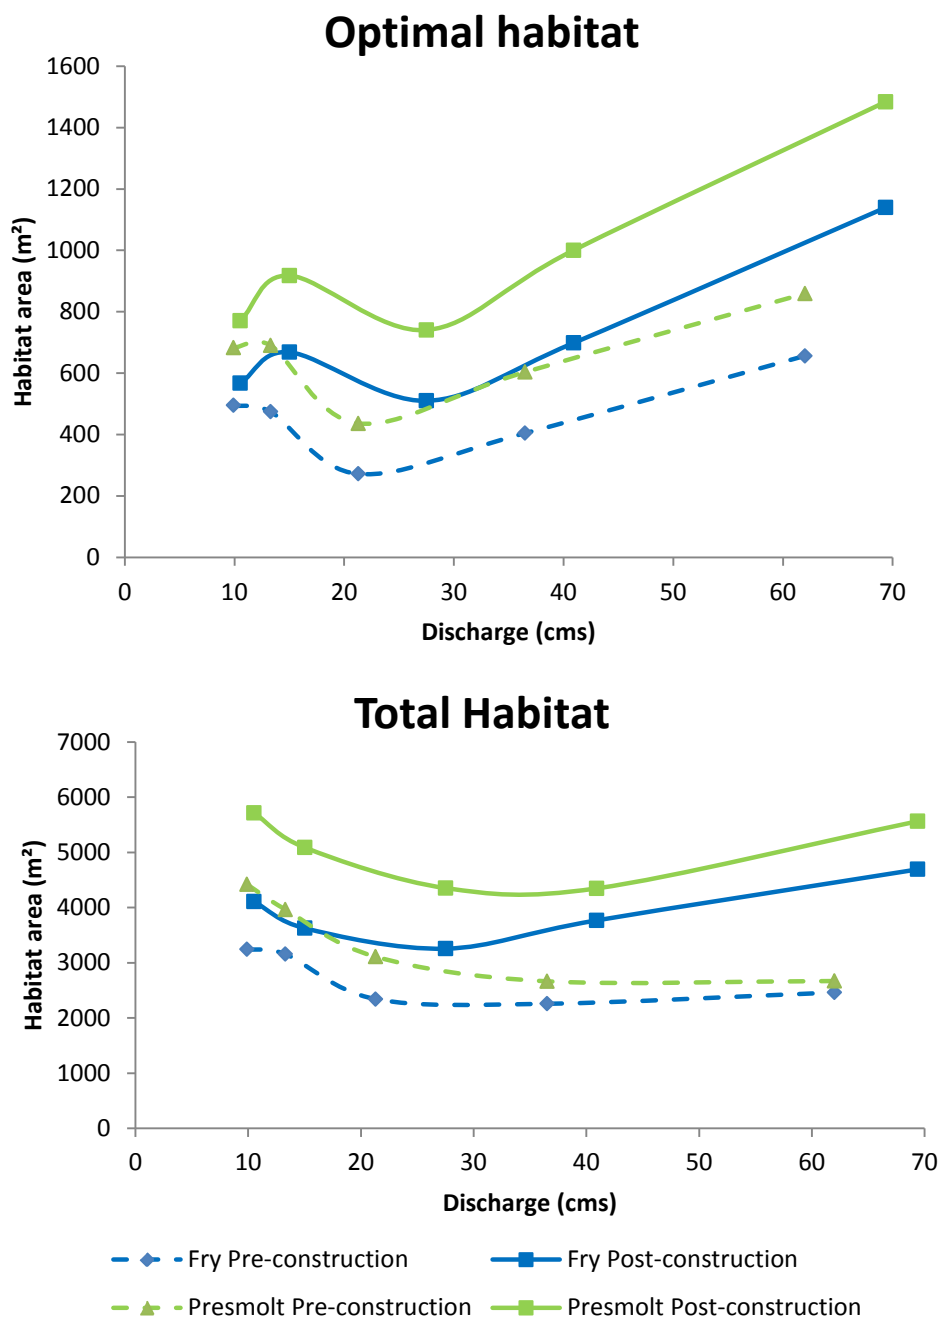 Optimal habitat
1600
1400
1200
1000
800
600
400
200
0
Habitat area (m²)
0 10 20 30 40 50 60 70
Discharge (cms)
Total Habitat
7000
6000
5000
4000
3000
2000
1000
0
Habitat area (m²)
0 10 20 30 40 50 60 70
Discharge (cms)
Fry Pre-construction Fry Post-construction
Presmolt Pre-construction Presmolt Post-construction